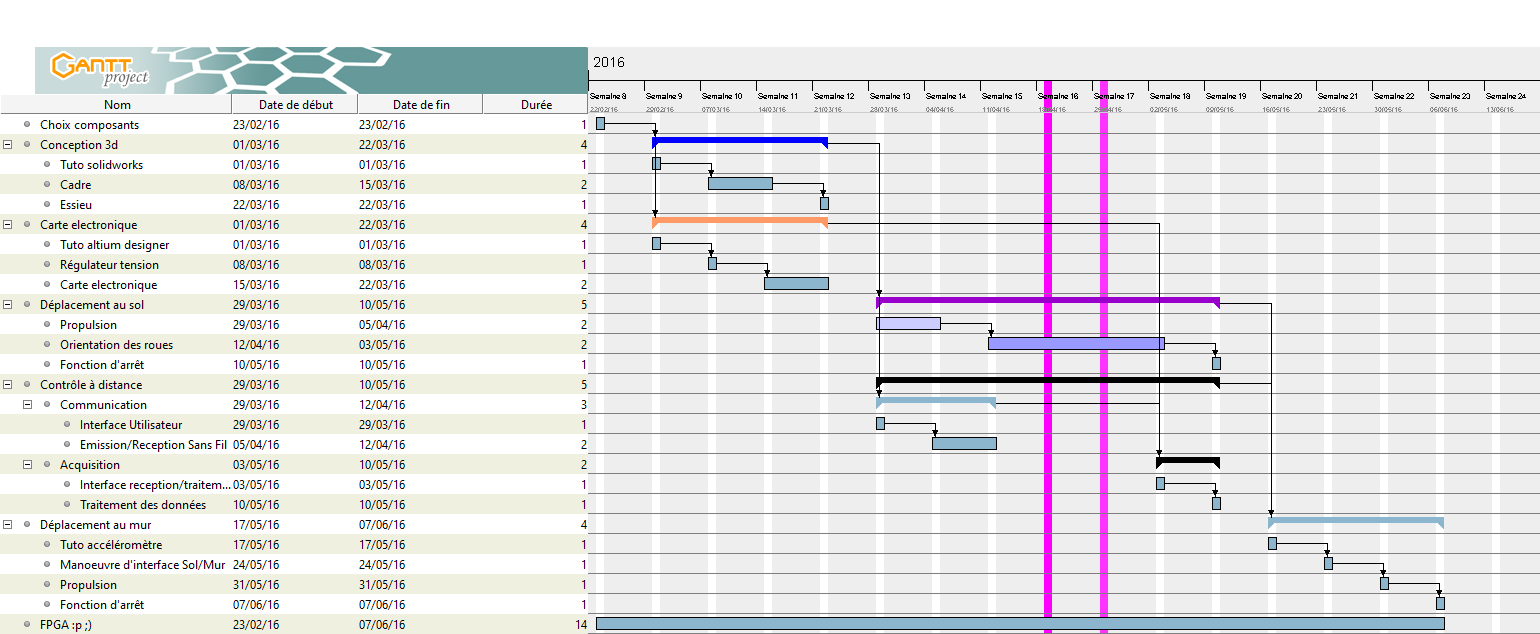 GANTT
project
2016
Nom Date de début Date de fin Durée
Semaine 8 Semaine 9 Semaine 10 Semaine 11 Semaine 12 Semaine 13 Semaine 14 Semaine 15 Semaine 16 Semaine 17 Semaine 18 Semaine 19 Semaine 20 Semaine 21 Semaine 22 Semaine 23 Semaine 24
22/02/16 29/02/16 07/03/16 14/03/16 21/03/16 28/03/16 04/04/16 11/04/16 02/05/16 09/05/16 16/05/16 23/05/16 30/05/16 06/06/16 13/06/16
Choix composants 23/02/16 23/02/16 1
Conception 3d 01/03/16 22/03/16 4
Tuto solidworks 01/03/16 01/03/16 1
Cadre 08/03/16 15/03/16 2
Essieu 22/03/16 22/03/16 1
Carte electronique 01/03/16 22/03/16 4
Tuto altium designer 01/03/16 01/03/16 1
Régulateur tension 08/03/16 08/03/16 1
Carte electronique 15/03/16 22/03/16 2
Déplacement au sol 29/03/16 10/05/16 5
Propulsion 29/03/16 05/04/16 2
Orientation des roues 12/04/16 03/05/16 2
Fonction d'arrêt 10/05/16 10/05/16 1
Contrôle à distance 29/03/16 10/05/16 5
Communication 29/03/16 12/04/16 3
Interface Utilisateur 29/03/16 29/03/16 1
Emission/Reception Sans Fil 05/04/16 12/04/16 2
Acquisition 03/05/16 10/05/16 2
Interface reception/traitem... 03/05/16 03/05/16 1
Traitement des données 10/05/16 10/05/16 1
Déplacement au mur 17/05/16 07/06/16 4
Tuto accéléromètre 17/05/16 17/05/16 1
Manoeuvre d'interface Sol/Mur 24/05/16 24/05/16 1
Propulsion 31/05/16 31/05/16 1
Fonction d'arrêt 07/06/16 07/06/16 1
FPGA :p ;) 23/02/16 07/06/16 14